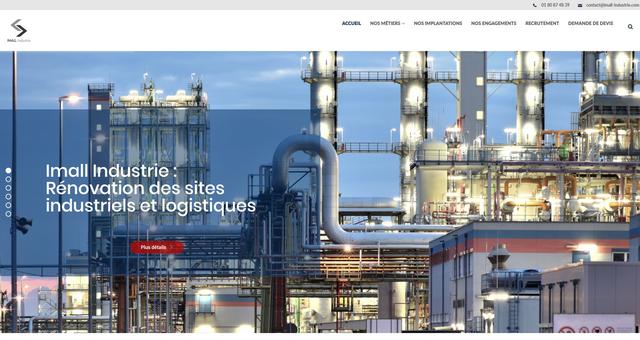 01 80 87 48 39
contact@imall-industrie.com
IMALL Industrie
ACCUEIL
NOS MÉTIERS
NOS IMPLANTATIONS
NOS ENGAGEMENTS
RECRUTEMENT
DEMANDE DE DEVIS
Imall Industrie :
Rénovation des sites
industriels et logistiques
Plus détails